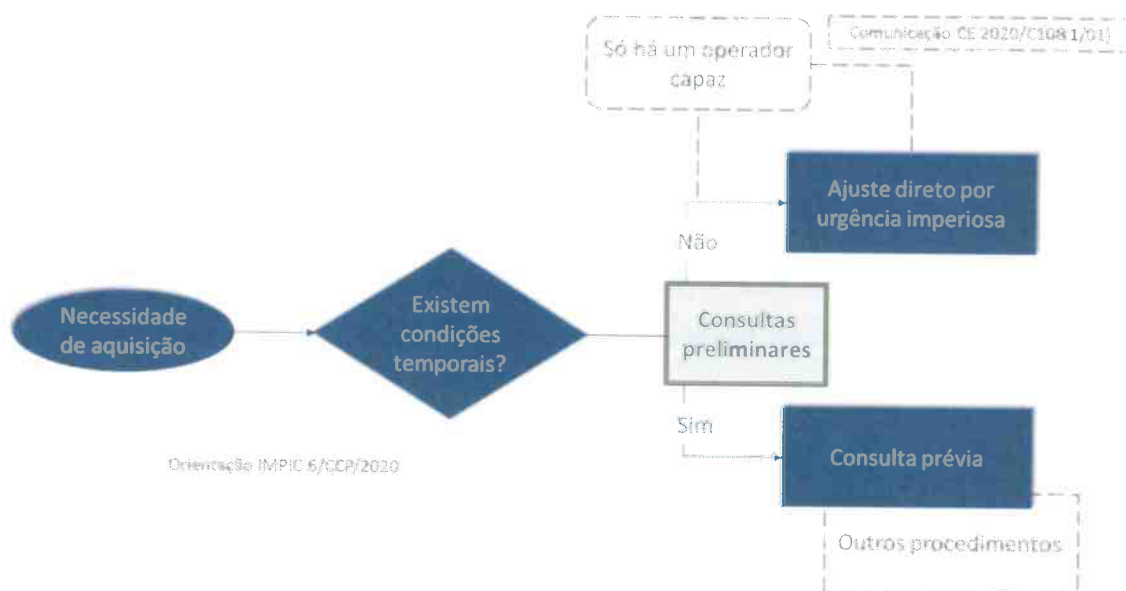 Só há um operador
capaz
Comunicação CE 2020/C108 1/01)
Ajuste direto por
urgência imperiosa
Não
Necessidade
de aquisição
Existem
condições
temporais?
Consultas
preliminares
Sim
Orientação IMPIC 6/CCP/2020
Consulta prévia
Outros procedimentos